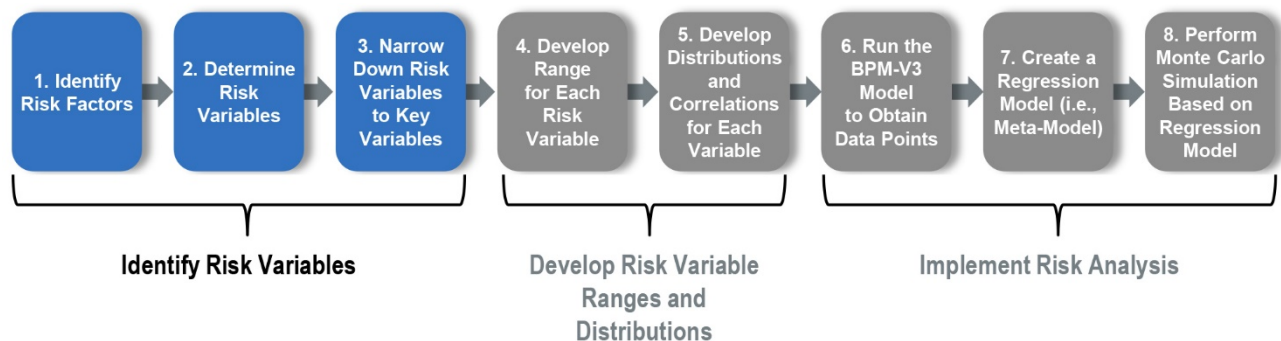 1. Identify
Risk Factors
2. Determine
Risk
Variables
3. Narrow
Down Risk
Variables
to Key
Variables
4. Develop
Range
for Each
Risk
Variable
5. Develop
Distributions
and
Correlations
for Each
Variable
6. Run the
BPM-V3
Model
to Obtain
Data Points
7. Create a
Regression
Model (i.e.,
Meta-Model)
8. Perform
Monte Carlo
Simulation
Based on
Regression
Model
Identify Risk Variables
Develop Risk Variable
Ranges and
Distributions
Implement Risk Analysis